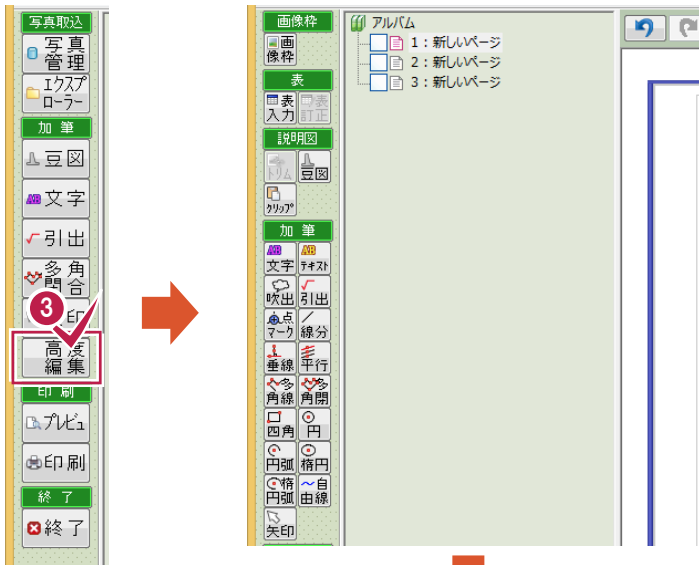 写真取込
写真
管理
エクスプ
ローラー
加 筆
豆図
文字
引出
多角
閉合
印
3
高度
編集
印 刷
プレビュ
印刷
終 了
終了
画像枠
画
像枠
表
表
入力
表
訂正
説明図
トリム
豆図
クリップ
加 筆
文字
テキスト
吹出
引出
点
マーク
線分
垂線
平行
多
角線
多
角閉
四角
円
円弧
楕円
楕
円弧
自
由線
矢印
アルバム
1：新しいページ
2：新しいページ
3：新しいページ